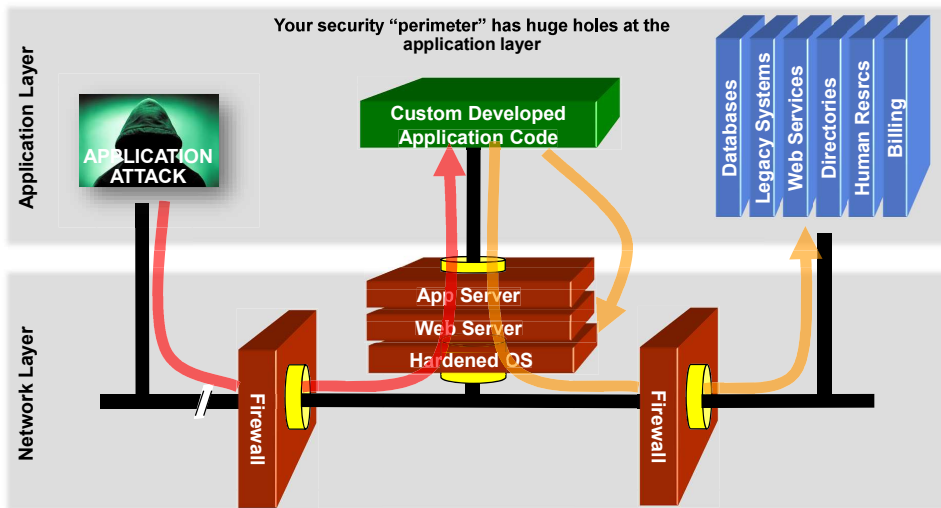 Your security “perimeter” has huge holes at the
application layer
Application Layer
APPLICATION
ATTACK
Custom Developed
Application Code
Databases
Legacy Systems
Web Services
Directories
Human Resrcs
Billing
Network Layer
App Server
Web Server
Hardened OS
Firewall
Firewall